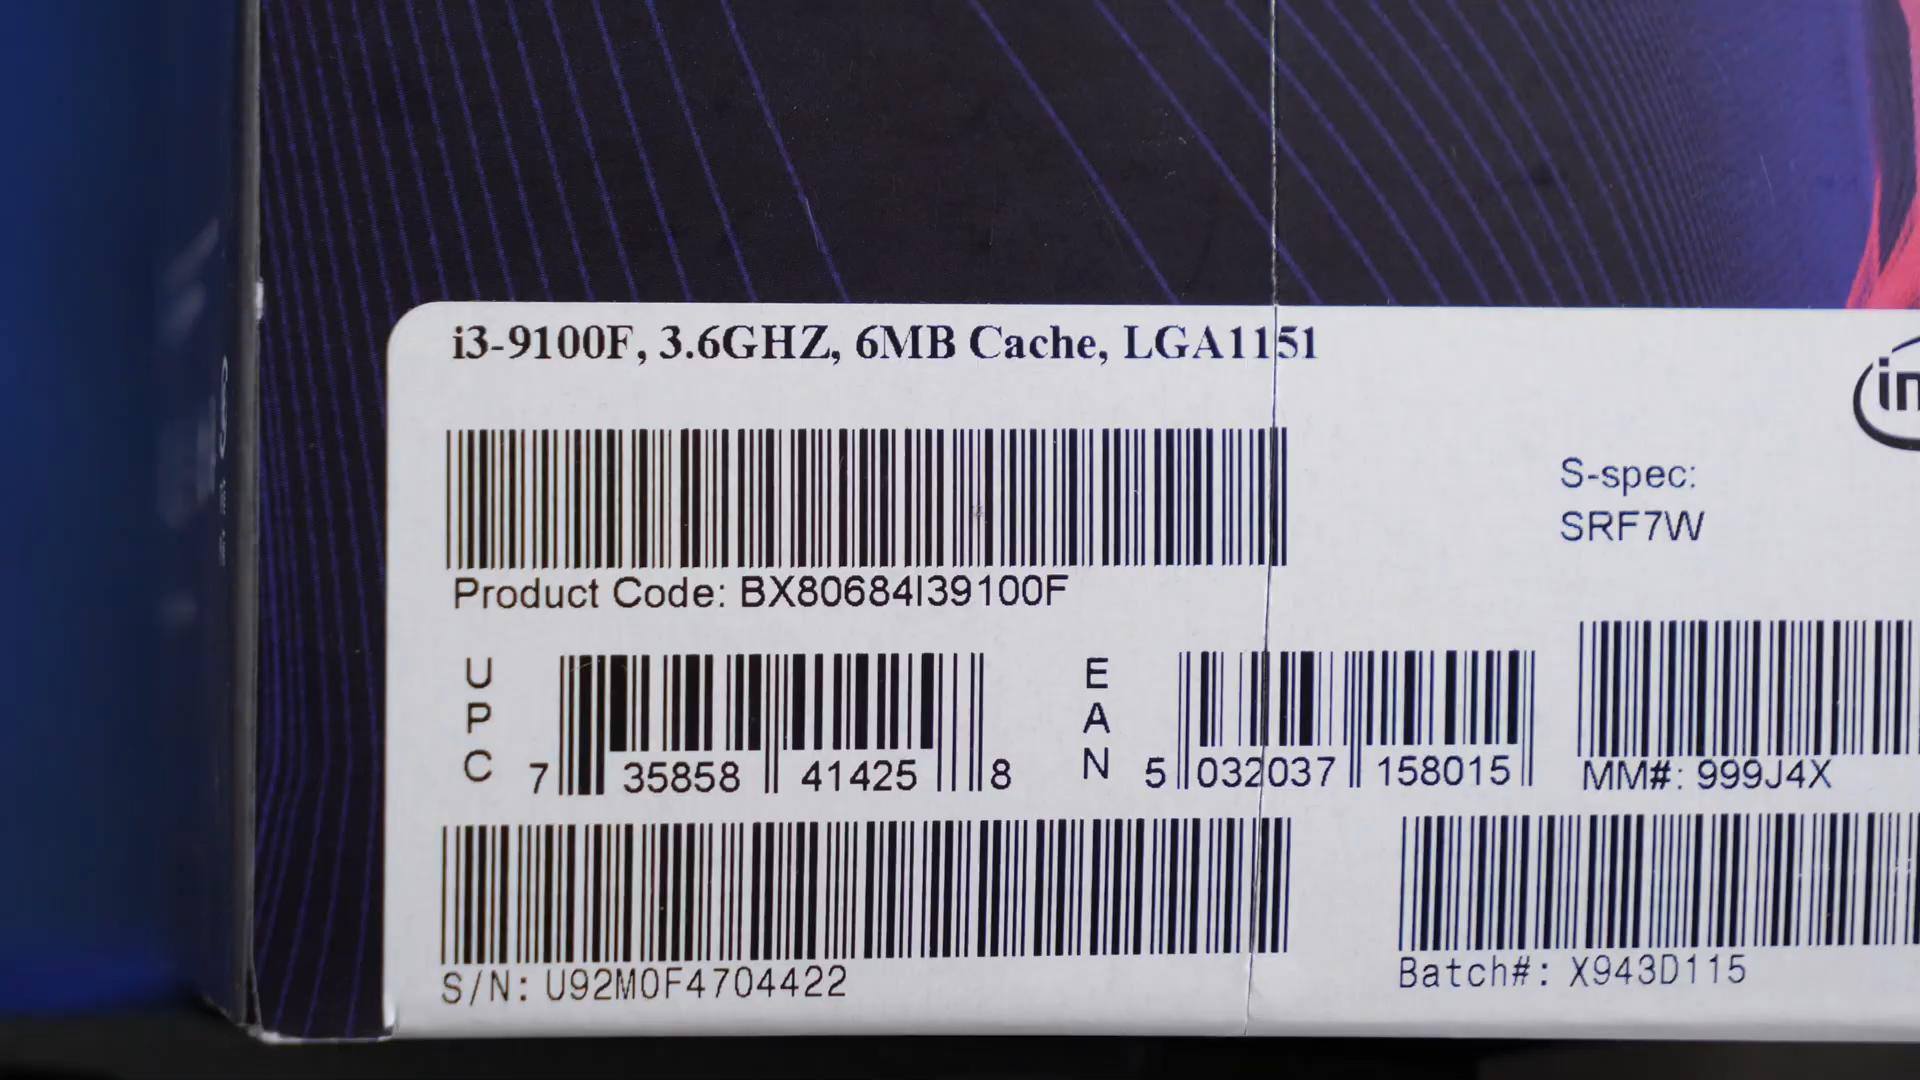 i3-9100F, 3.6GHZ, 6MB Cache, LGA1151
in
S-spec:
SRF7W
Product Code: BX80684I39100F
UPC
7 35858 41425 8
EAN
5 032037 158015
MM#: 999J4X
S/N: U92M0F4704422
Batch#: X943D115